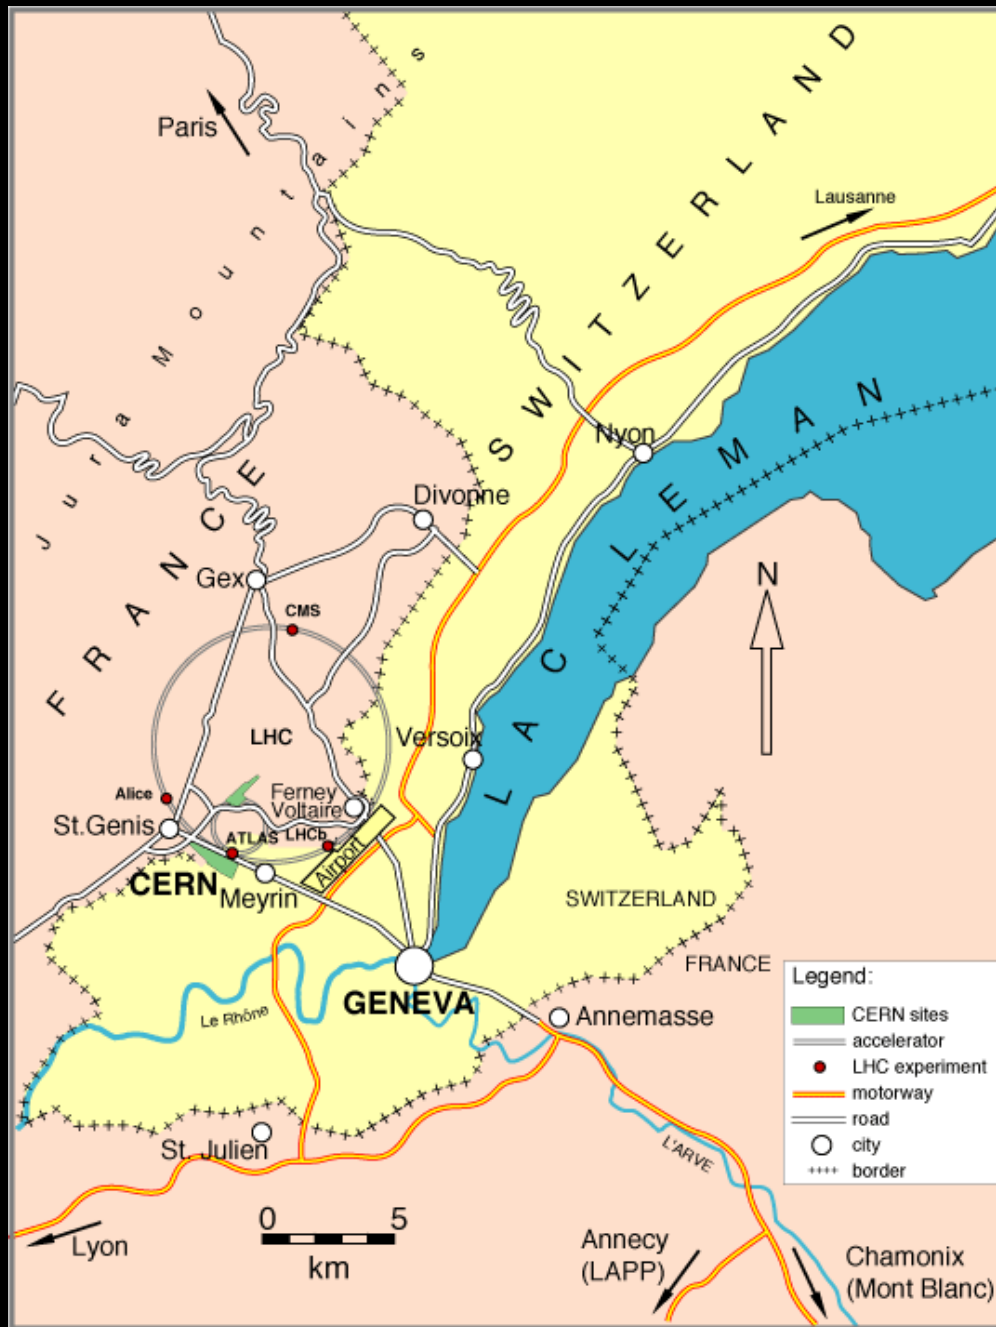 Paris
Jura Mountains
SWITZERLAND
Lausanne
FRANCE
Nyon
LAC LEMAN
Divonne
Gex
CMS
N
LHC
Versoix
Alice
Ferney
Voltaire
St.Genis
ATLAS
LHCb
Airport
CERN
Meyrin
SWITZERLAND
FRANCE
GENEVA
Le Rhône
Annemasse
Legend:
CERN sites
accelerator
LHC experiment
motorway
road
city
border
St. Julien
L'ARVE
0 5
km
Lyon
Annecy
(LAPP)
Chamonix
(Mont Blanc)